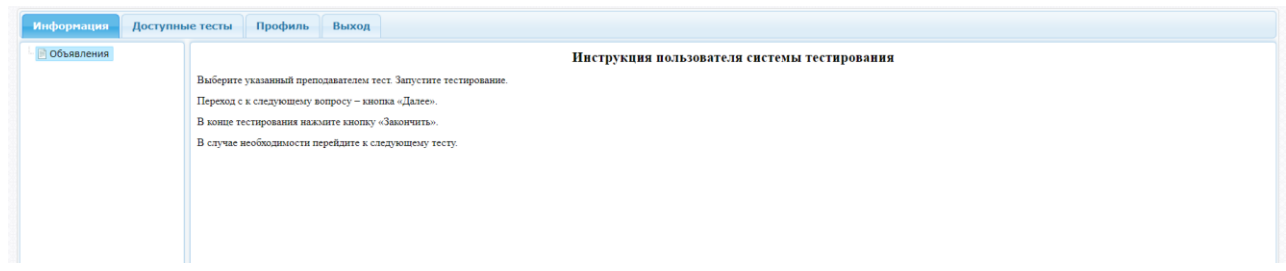 Информация Доступные тесты Профиль Выход
Объявления
Инструкция пользователя системы тестирования
Выберите указанный преподавателем тест. Запустите тестирование.
Переход с к следующему вопросу – кнопка «Далее».
В конце тестирования нажмите кнопку «Закончить».
В случае необходимости перейдите к следующему тесту.